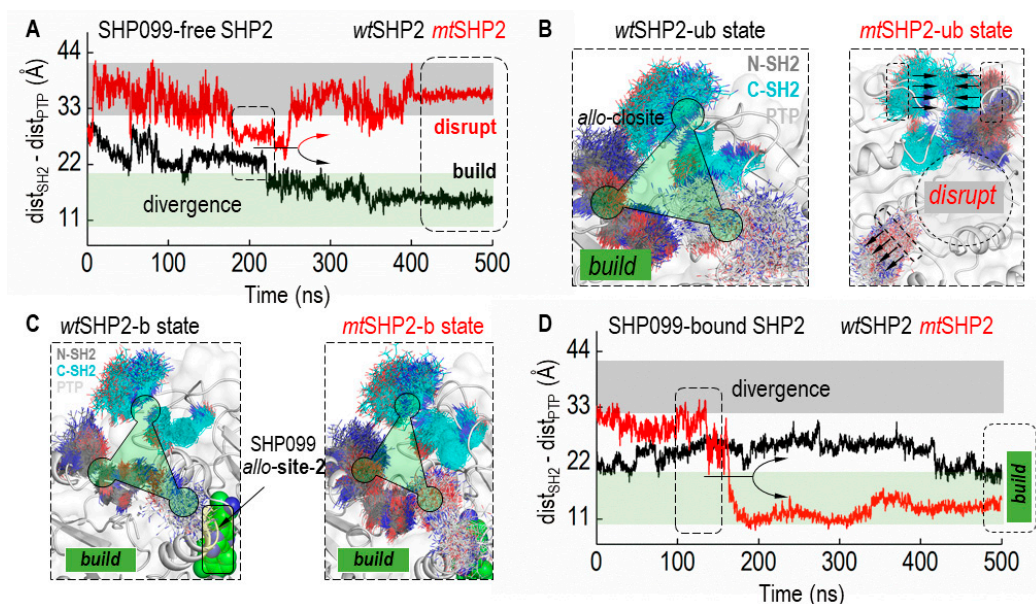 A
SHP099-free SHP2
wtSHP2 mtSHP2
44
33
22
11
dist_SH2 - dist_PTP (Å)
disrupt
build
divergence
0 100 200 300 400 500
Time (ns)
B
wtSHP2-ub state
mtSHP2-ub state
N-SH2
C-SH2
PTP
allo-closite
build
disrupt
C
wtSHP2-b state
mtSHP2-b state
N-SH2
C-SH2
PTP
SHP099
allo-site-2
build
build
D
SHP099-bound SHP2
wtSHP2 mtSHP2
44
33
22
11
dist_SH2 - dist_PTP (Å)
divergence
build
0 100 200 300 400 500
Time (ns)